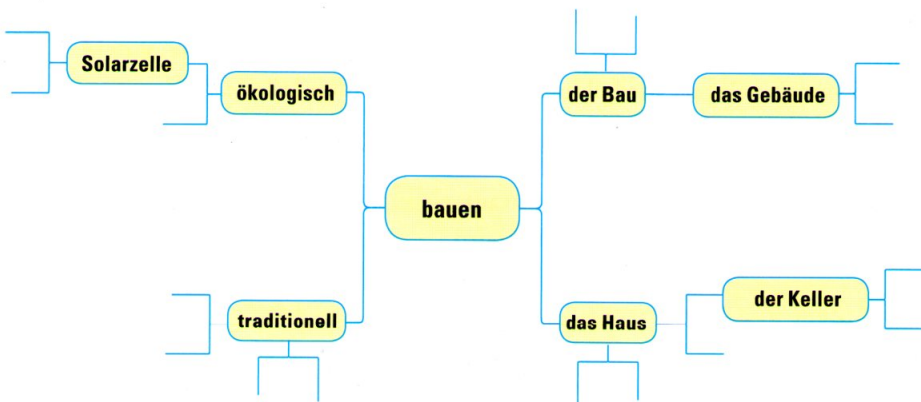 Solarzelle
ökologisch
der Bau
das Gebäude
bauen
traditionell
das Haus
der Keller